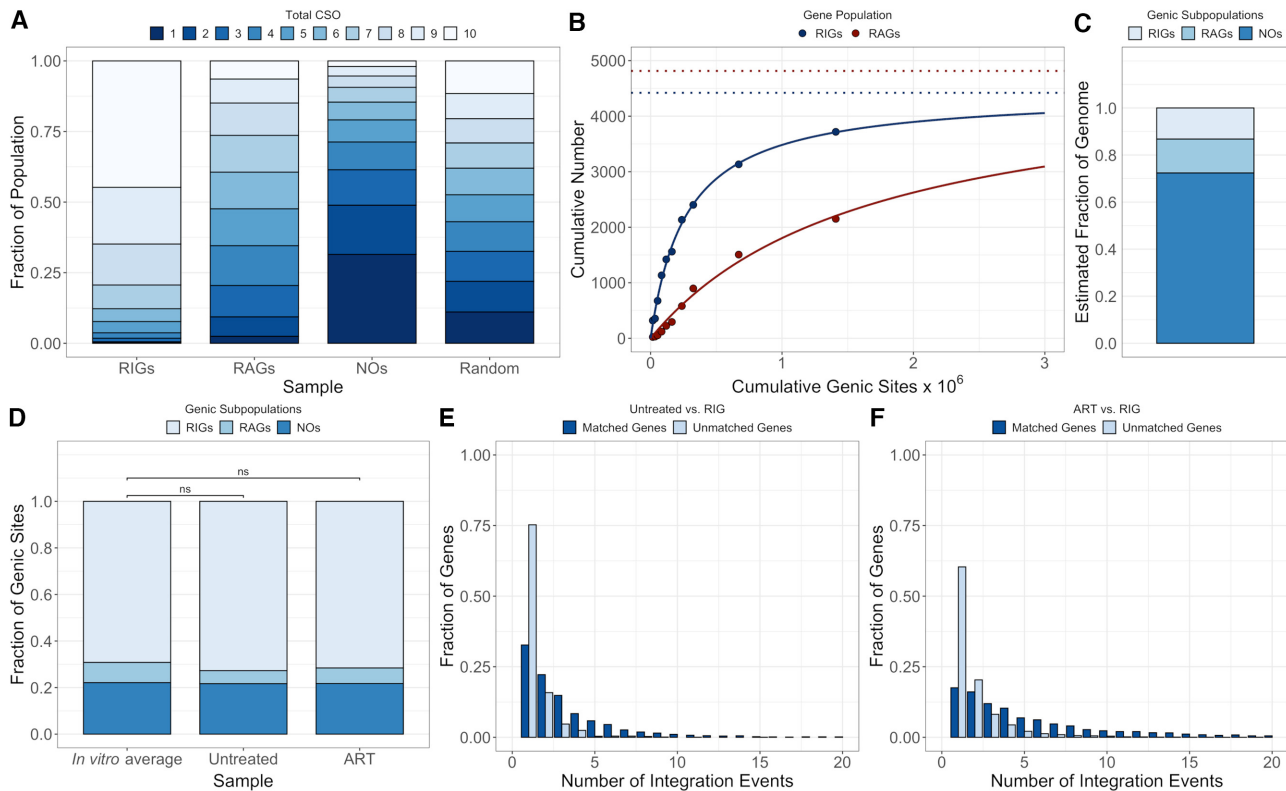 A
Total CSO
1 2 3 4 5 6 7 8 9 10
Fraction of Population
1.00
0.75
0.50
0.25
0.00
RIGs RAGs NOs Random
Sample
B
Gene Population
RIGs RAGs
Cumulative Number
5000
4000
3000
2000
1000
0
0 1 2 3
Cumulative Genic Sites x 10⁶
C
Genic Subpopulations
RIGs RAGs NOs
Estimated Fraction of Genome
1.0
0.8
0.6
0.4
0.2
0.0
D
Genic Subpopulations
RIGs RAGs NOs
Fraction of Genic Sites
1.0
0.8
0.6
0.4
0.2
0.0
ns
ns
In vitro average Untreated ART
Sample
E
Untreated vs. RIG
Matched Genes Unmatched Genes
Fraction of Genes
1.00
0.75
0.50
0.25
0.00
0 5 10 15 20
Number of Integration Events
F
ART vs. RIG
Matched Genes Unmatched Genes
Fraction of Genes
1.00
0.75
0.50
0.25
0.00
0 5 10 15 20
Number of Integration Events